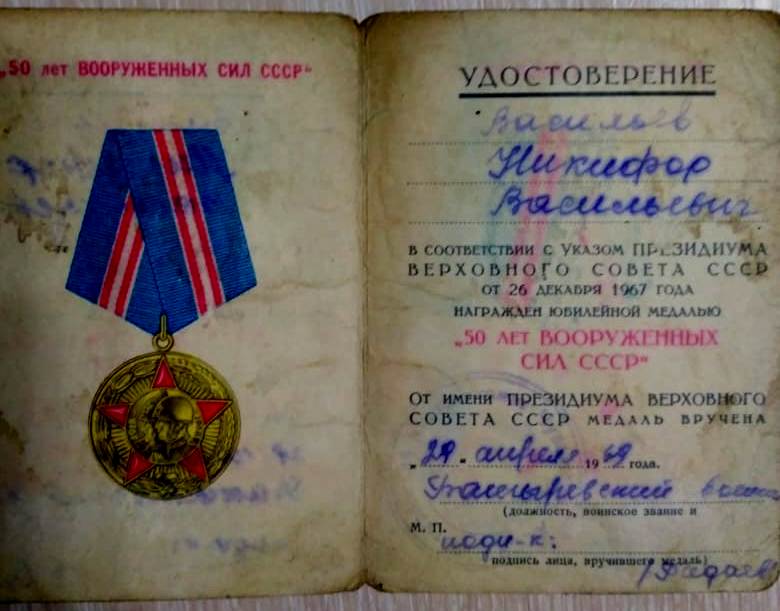 „50 лет ВООРУЖЕННЫХ СИЛ СССР“
УДОСТОВЕРЕНИЕ
Васильев
Никифор
Васильевич
В СООТВЕТСТВИИ С УКАЗОМ ПРЕЗИДИУМА
ВЕРХОВНОГО СОВЕТА СССР
ОТ 26 ДЕКАБРЯ 1967 ГОДА
НАГРАЖДЕН ЮБИЛЕЙНОЙ МЕДАЛЬЮ
„50 ЛЕТ ВООРУЖЕННЫХ
СИЛ СССР“
ОТ ИМЕНИ ПРЕЗИДИУМА ВЕРХОВНОГО
СОВЕТА СССР МЕДАЛЬ ВРУЧЕНА
„29“ апреля 1969 года.
(должность, воинское звание и
М. П.
подпись лица, вручившего медаль)